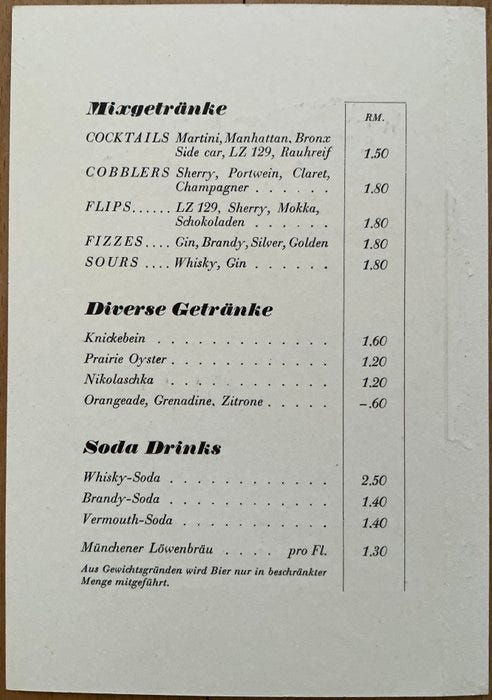 Mixgetränke
RM.
COCKTAILS Martini, Manhattan, Bronx
Side car, LZ 129, Rauhreif 1.50
COBBLERS Sherry, Portwein, Claret,
Champagner . . . . . . 1.80
FLIPS...... LZ 129, Sherry, Mokka,
Schokoladen . . . . . . 1.80
FIZZES.... Gin, Brandy, Silver, Golden 1.80
SOURS .... Whisky, Gin . . . . . . 1.80
Diverse Getränke
Knickebein . . . . . . . . . . . . . 1.60
Prairie Oyster . . . . . . . . . . . . 1.20
Nikolaschka . . . . . . . . . . . . 1.20
Orangeade, Grenadine, Zitrone . . . . . -.60
Soda Drinks
Whisky-Soda . . . . . . . . . . . . 2.50
Brandy-Soda . . . . . . . . . . . . 1.40
Vermouth-Soda . . . . . . . . . . . 1.40
Münchener Löwenbräu . . . . pro Fl. 1.30
Aus Gewichtsgründen wird Bier nur in beschränkter
Menge mitgeführt.